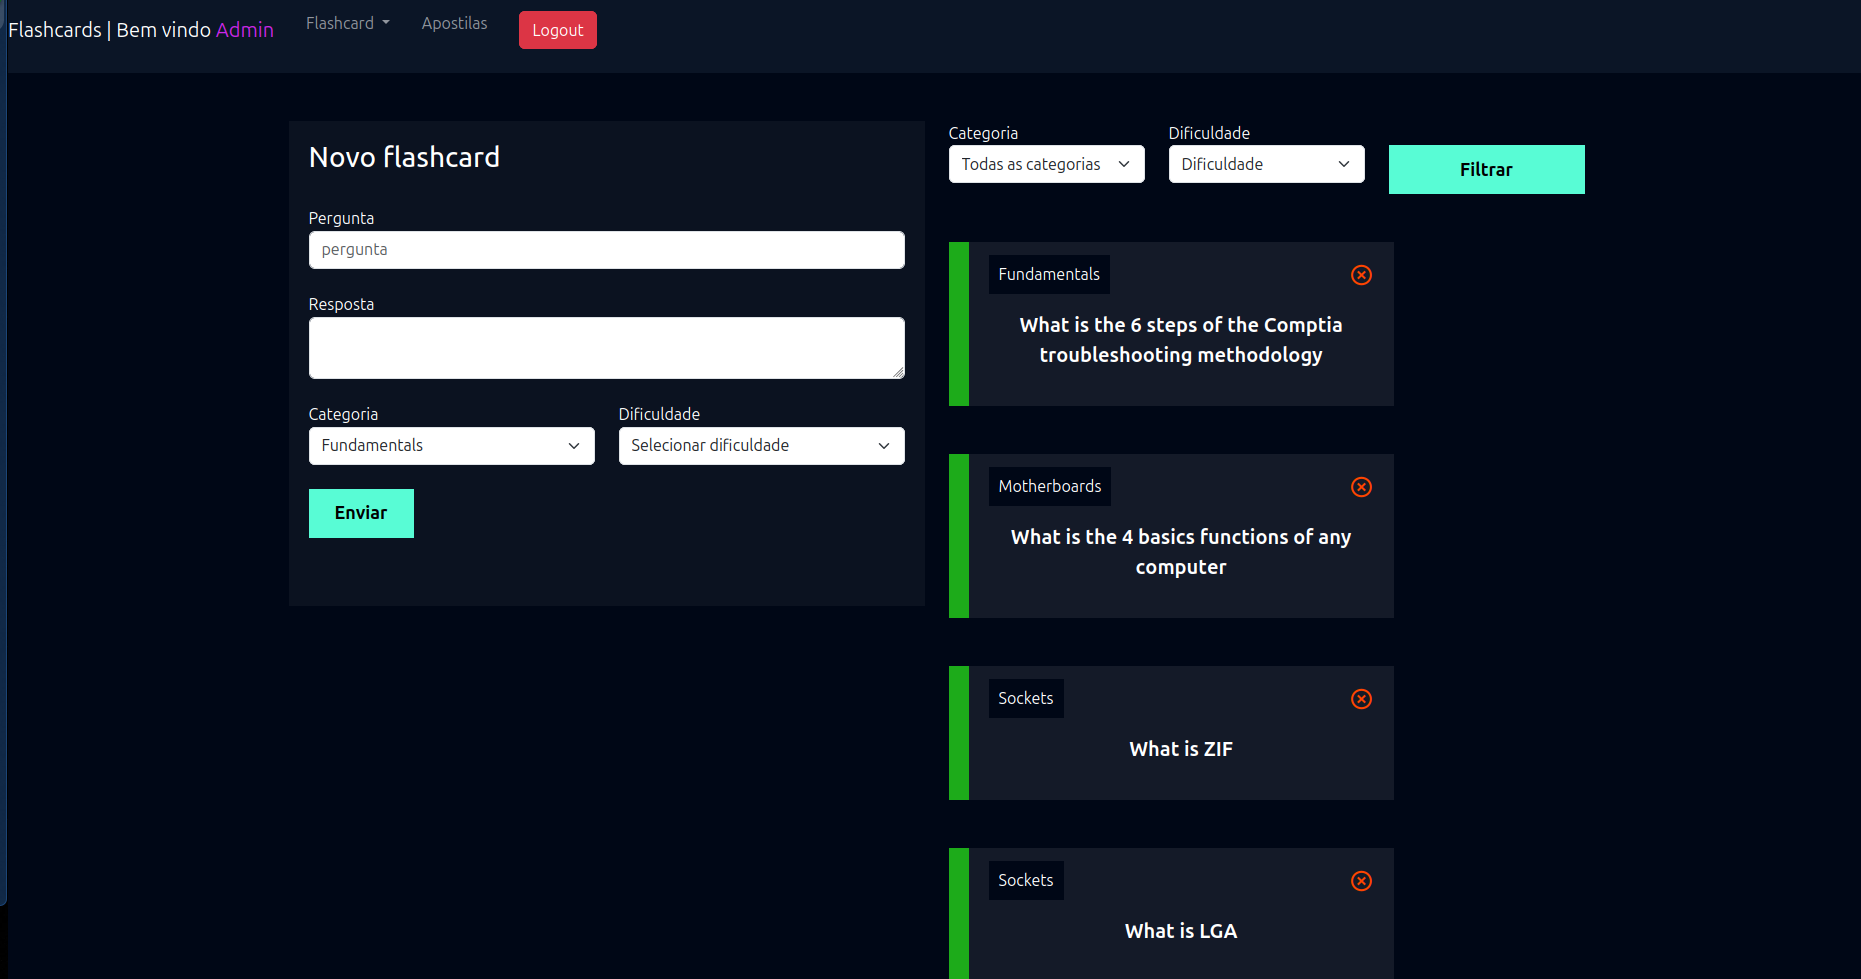 Flashcards | Bem vindo Admin
Flashcard
Apostilas
Logout
Novo flashcard
Pergunta
pergunta
Resposta
Categoria
Dificuldade
Fundamentals
Selecionar dificuldade
Enviar
Categoria
Dificuldade
Todas as categorias
Dificuldade
Filtrar
Fundamentals
What is the 6 steps of the Comptia
troubleshooting methodology
Motherboards
What is the 4 basics functions of any
computer
Sockets
What is ZIF
Sockets
What is LGA